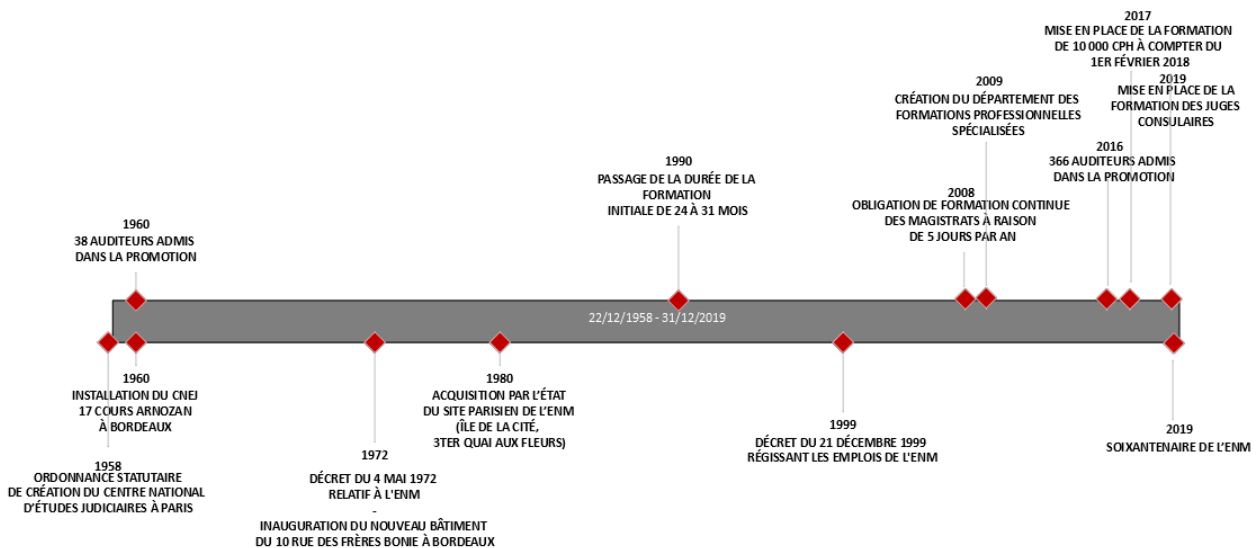 2017
MISE EN PLACE DE LA FORMATION
DE 10 000 CPH À COMPTER DU
1ER FÉVRIER 2018
2019
MISE EN PLACE DE LA
FORMATION DES JUGES
CONSULAIRES
2009
CRÉATION DU DÉPARTEMENT DES
FORMATIONS PROFESSIONNELLES
SPÉCIALISÉES
2016
366 AUDITEURS ADMIS
DANS LA PROMOTION
1990
PASSAGE DE LA DURÉE DE LA
FORMATION
INITIALE DE 24 À 31 MOIS
2008
OBLIGATION DE FORMATION CONTINUE
DES MAGISTRATS À RAISON
DE 5 JOURS PAR AN
1960
38 AUDITEURS ADMIS
DANS LA PROMOTION
22/12/1958 - 31/12/2019
1960
INSTALLATION DU CNEJ
17 COURS ARNOZAN
À BORDEAUX
1958
ORDONNANCE STATUTAIRE
DE CRÉATION DU CENTRE NATIONAL
D'ÉTUDES JUDICIAIRES À PARIS
1972
DÉCRET DU 4 MAI 1972
RELATIF À L'ENM
-
INAUGURATION DU NOUVEAU BÂTIMENT
DU 10 RUE DES FRÈRES BONIE À BORDEAUX
1980
ACQUISITION PAR L'ÉTAT
DU SITE PARISIEN DE L'ENM
(ÎLE DE LA CITÉ,
3TER QUAI AUX FLEURS)
1999
DÉCRET DU 21 DÉCEMBRE 1999
RÉGISSANT LES EMPLOIS DE L'ENM
2019
SOIXANTENAIRE DE L'ENM